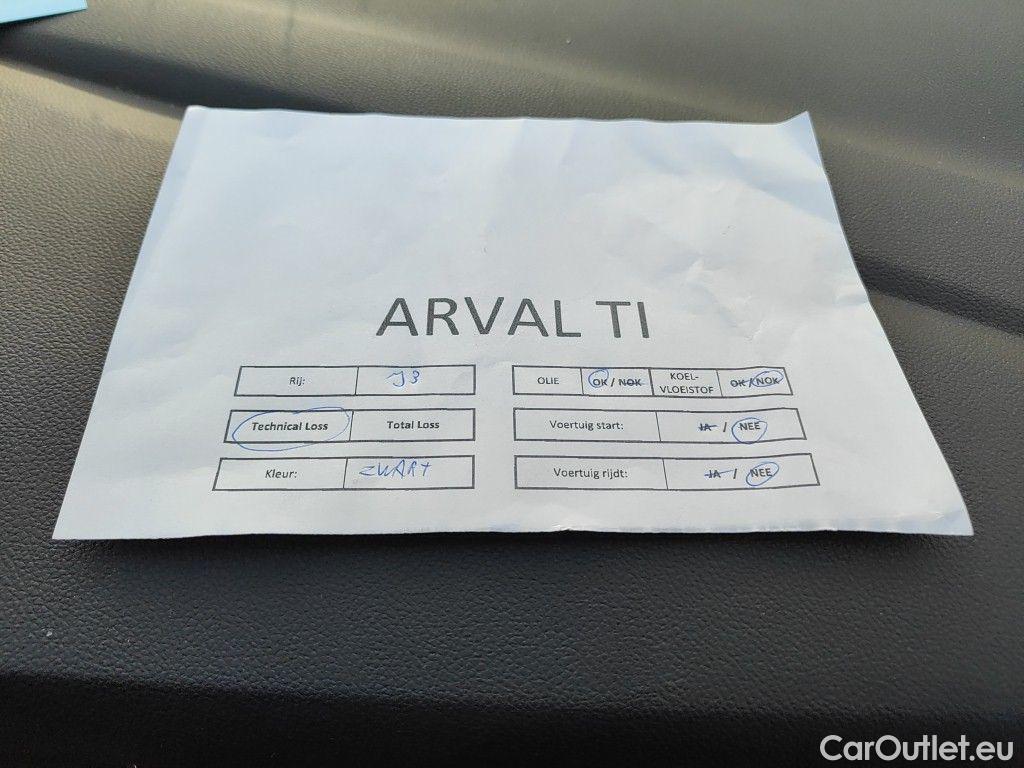 ARVAL TI
Rij: J3
OLIE OK / NOK KOEL-VLOEISTOF OK / NOK
Technical Loss Total Loss
Voertuig start: JA / NEE
Kleur: ZWART
Voertuig rijdt: JA / NEE
CarOutlet.eu